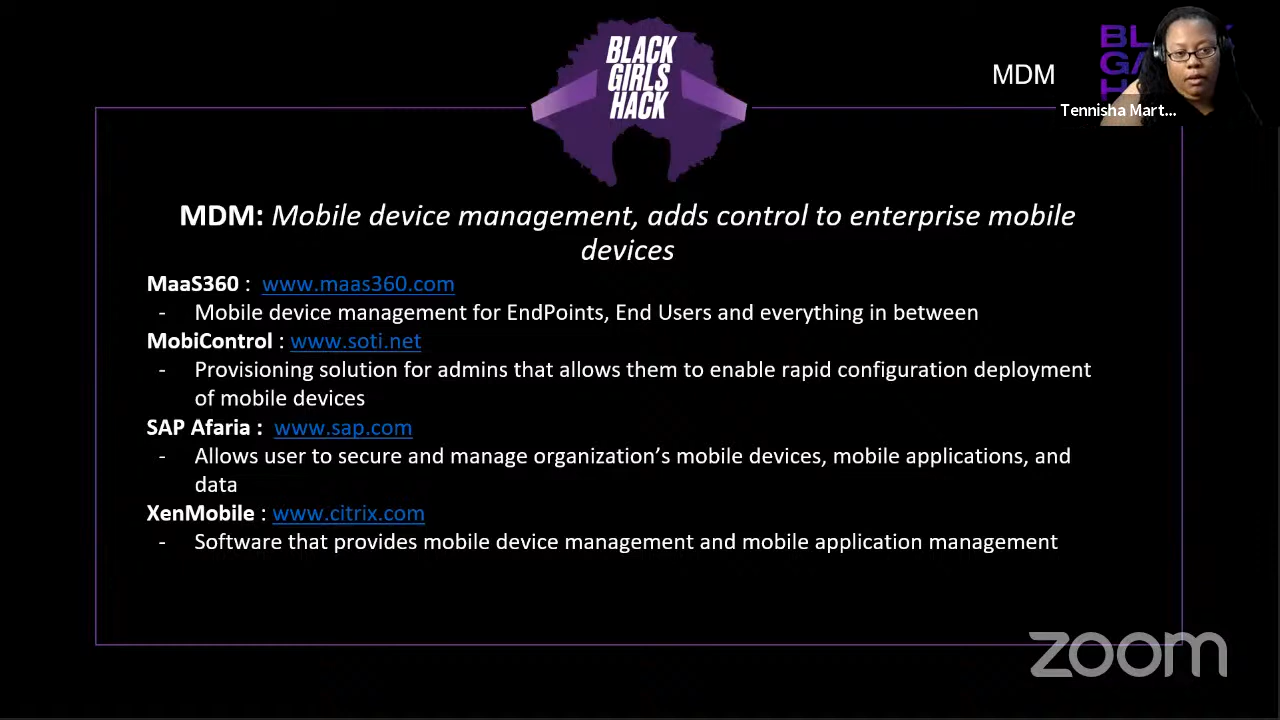 BLACK
GIRLS
HACK
MDM
BL
GA
H
Tennisha Mart...
MDM: Mobile device management, adds control to enterprise mobile
devices
MaaS360 : www.maas360.com
- Mobile device management for EndPoints, End Users and everything in between
MobiControl : www.soti.net
- Provisioning solution for admins that allows them to enable rapid configuration deployment
of mobile devices
SAP Afaria : www.sap.com
- Allows user to secure and manage organization’s mobile devices, mobile applications, and
data
XenMobile : www.citrix.com
- Software that provides mobile device management and mobile application management
zoom